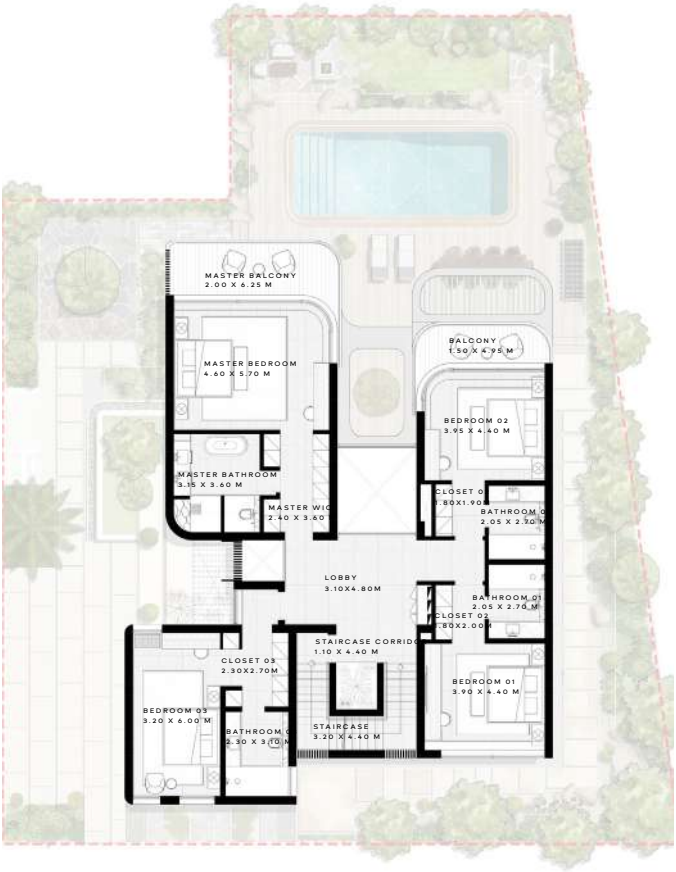 MASTER BALCONY
2.00 X 6.25 M
MASTER BEDROOM
4.60 X 5.70 M
BALCONY
1.50 X 4.95 M
BEDROOM 02
3.95 X 4.40 M
MASTER BATHROOM
3.15 X 3.60 M
MASTER WIC
2.40 X 3.60
CLOSET 0
1.80X1.90
BATHROOM 0
2.05 X 2.70 M
LOBBY
3.10X4.80M
BATHROOM 01
2.05 X 2.70 M
CLOSET 02
1.80X2.00M
STAIRCASE CORRIDO
1.10 X 4.40 M
CLOSET 03
2.30X2.70M
BEDROOM 01
3.90 X 4.40 M
BEDROOM 03
3.20 X 6.00 M
BATHROOM
2.30 X 3.10 M
STAIRCASE
3.20 X 4.40 M